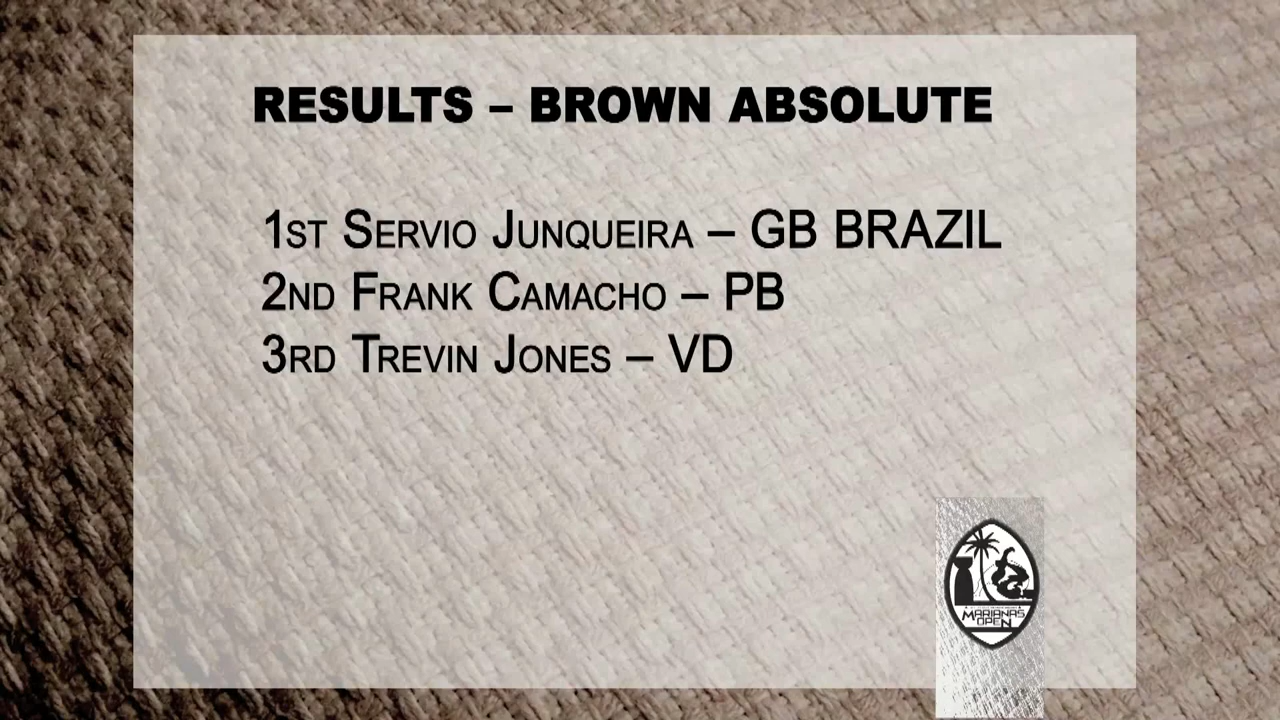 RESULTS – BROWN ABSOLUTE
1ST SERVIO JUNQUEIRA – GB BRAZIL
2ND FRANK CAMACHO – PB
3RD TREVIN JONES – VD
MARIANAS
OPEN